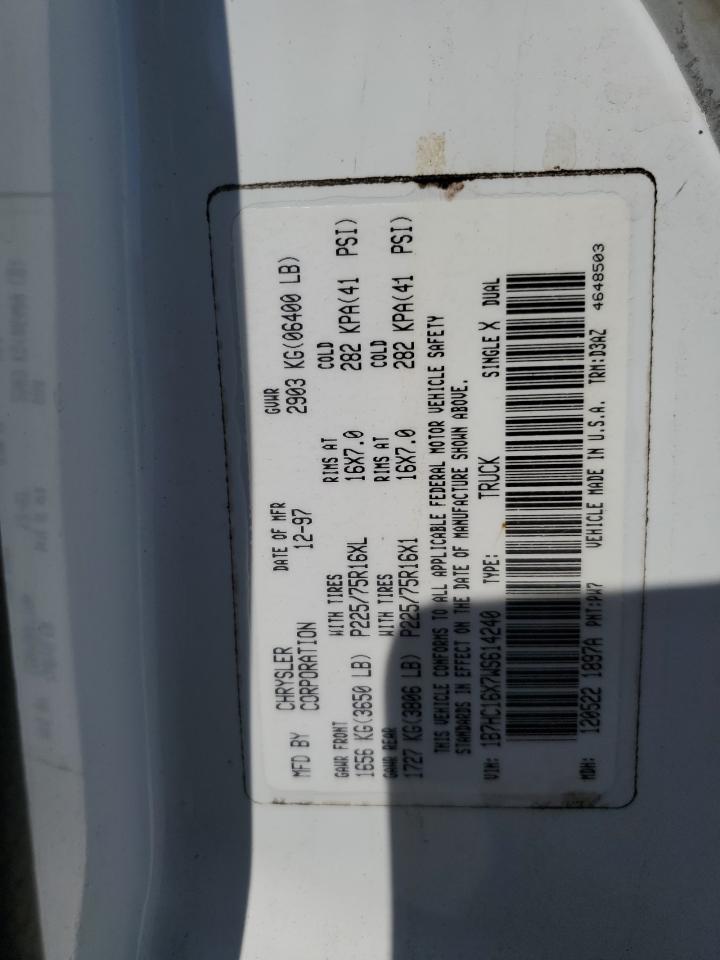 MFD BY CHRYSLER CORPORATION DATE OF MFR 12-97 GVWR 2903 KG(06400 LB)
GAWR FRONT WITH TIRES RIMS AT COLD
1656 KG(3650 LB) P225/75R16XL 16X7.0 282 KPA(41 PSI)
GAWR REAR WITH TIRES RIMS AT COLD
1727 KG(3806 LB) P225/75R16X1 16X7.0 282 KPA(41 PSI)
THIS VEHICLE CONFORMS TO ALL APPLICABLE FEDERAL MOTOR VEHICLE SAFETY
STANDARDS IN EFFECT ON THE DATE OF MANUFACTURE SHOWN ABOVE.
VIN: 1B7HC16X7WS614240 TYPE: TRUCK SINGLE X DUAL
MDH: 120522 1897A PNT:PW7 VEHICLE MADE IN U.S.A. TRM:D3AZ 4648503